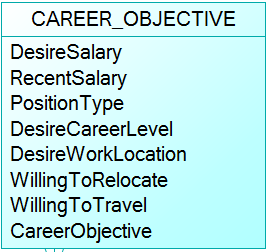 CAREER_OBJECTIVE
DesireSalary
RecentSalary
PositionType
DesireCareerLevel
DesireWorkLocation
WillingToRelocate
WillingToTravel
CareerObjective